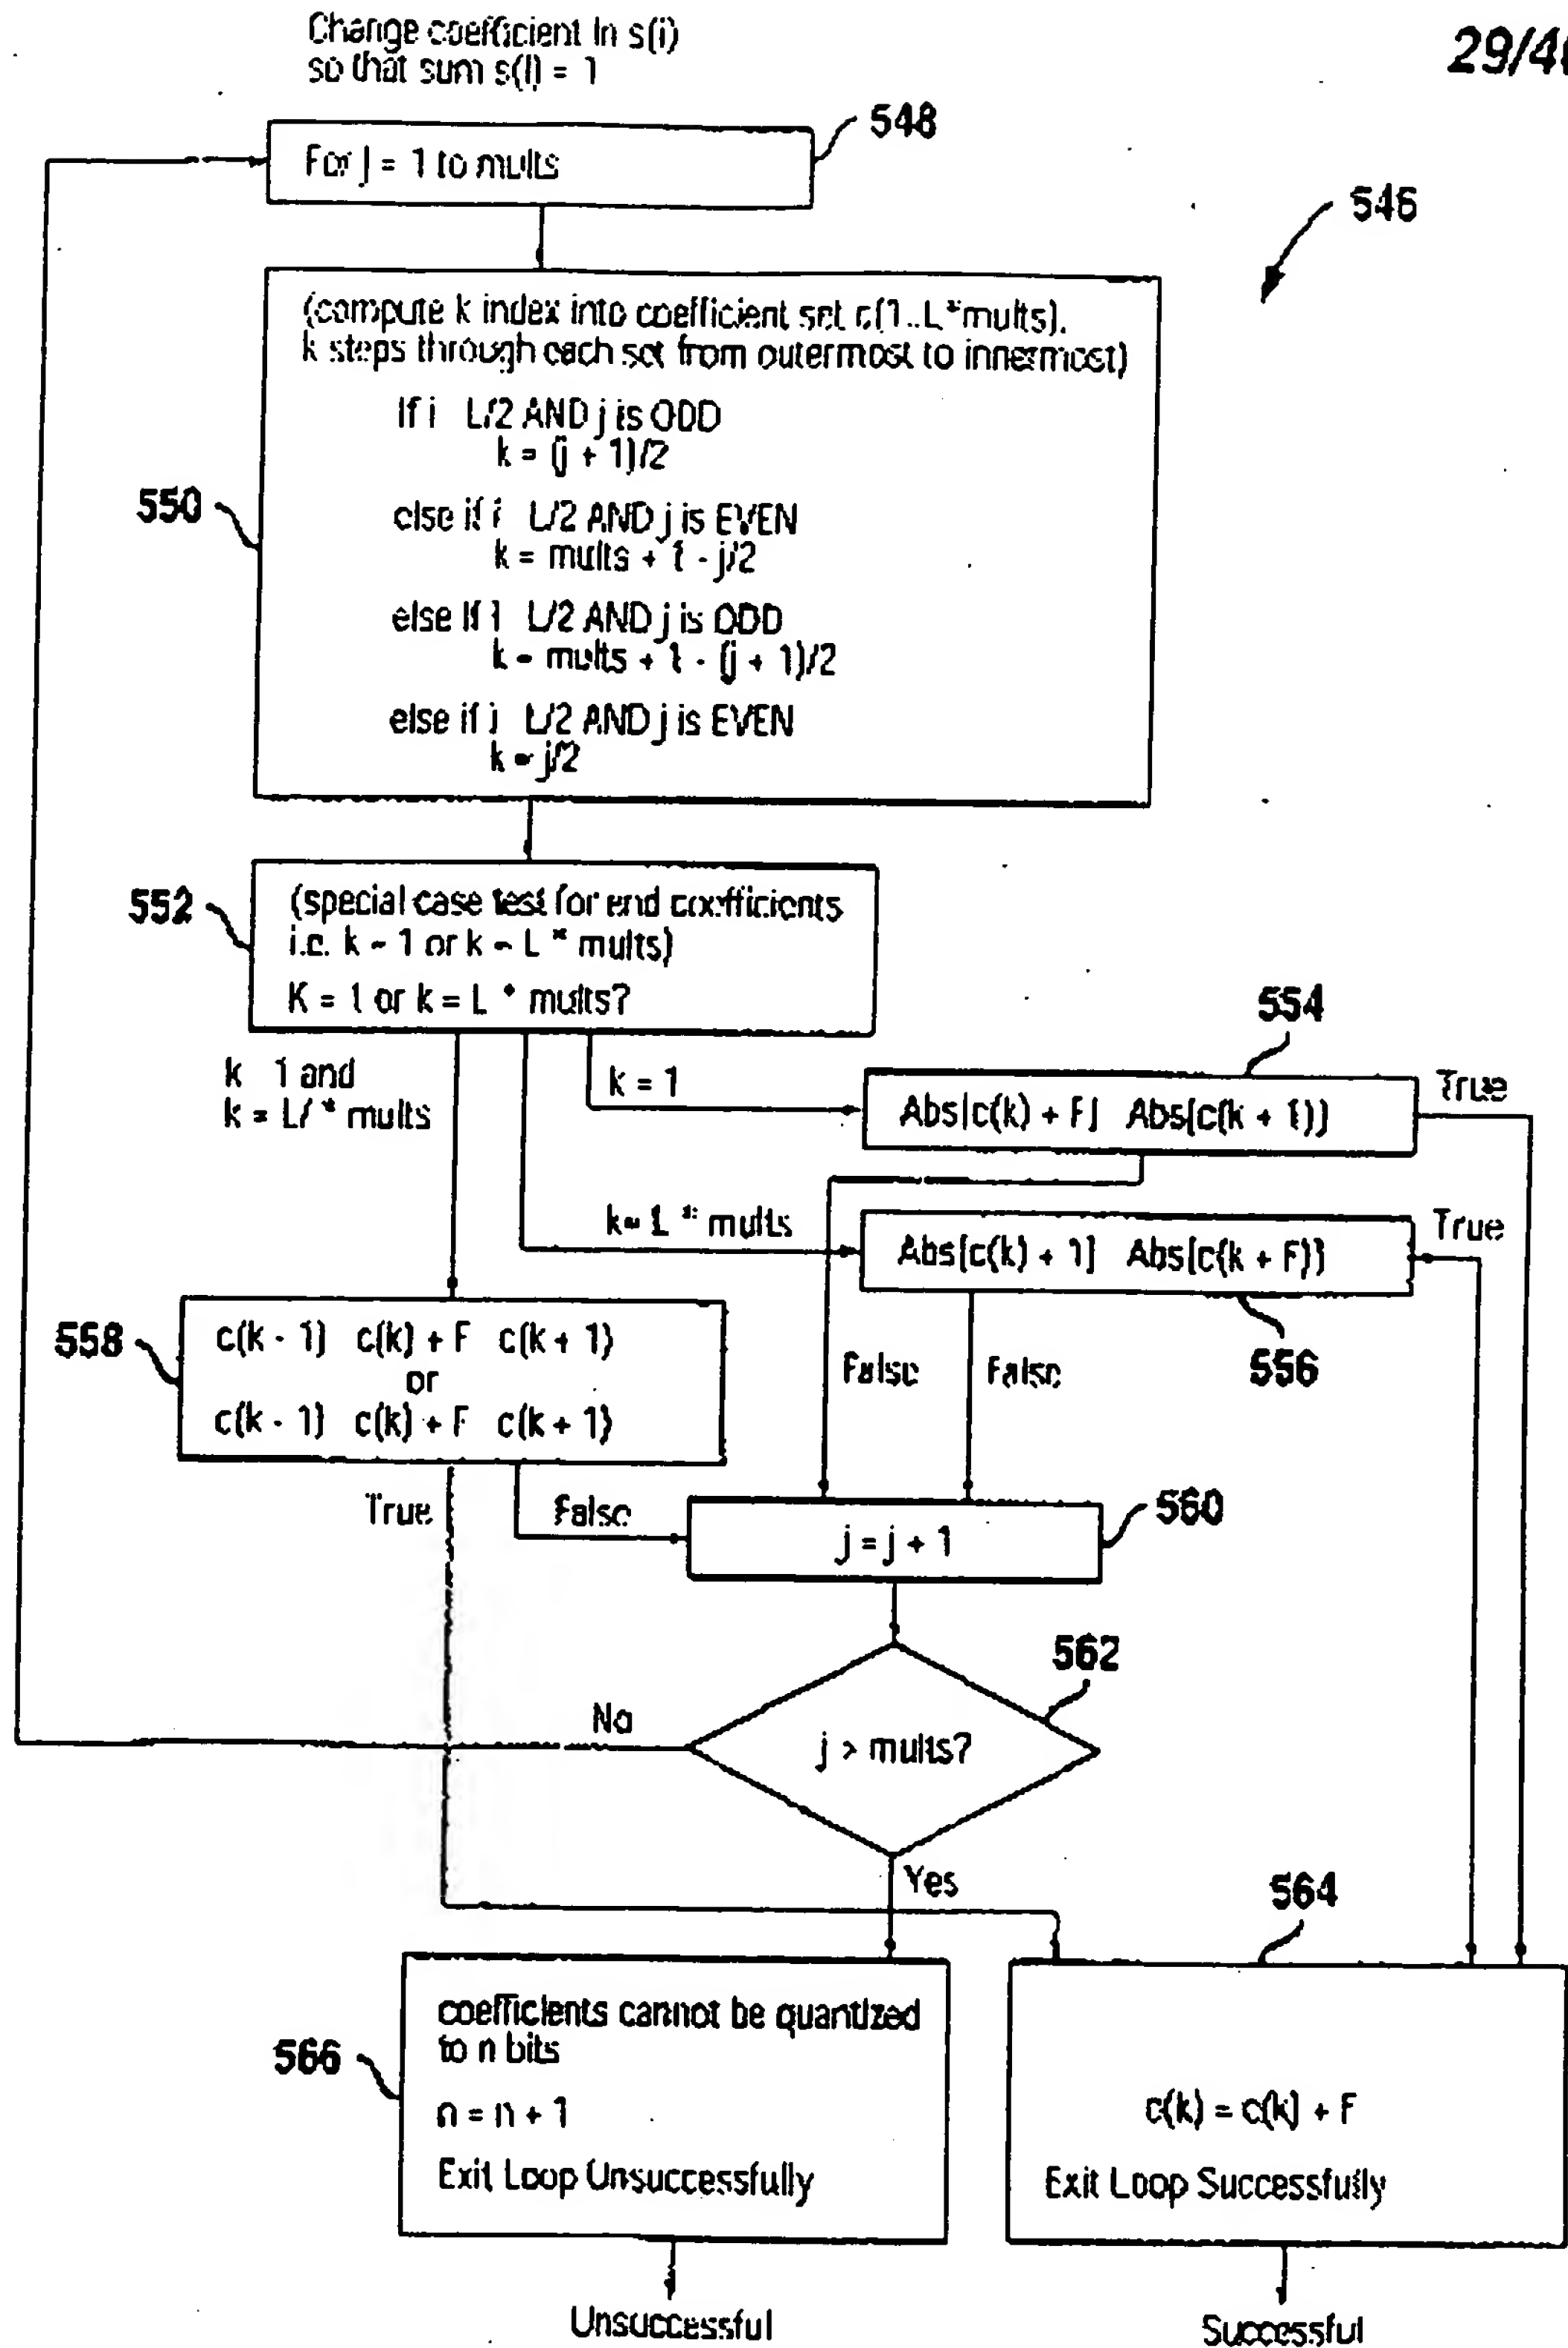 Change coefficient in s(i)
so that sum s(i) = 1
29/4
548
For j = 1 to mults
546
(compute k index into coefficient set c(1..L*mults).
k steps through each set from outermost to innermost)
If i L/2 AND j is ODD
k = (j + 1)/2
550
else if i L/2 AND j is EVEN
k = mults + 1 - j/2
else If i L/2 AND j is ODD
k = mults + 1 - (j + 1)/2
else if i L/2 AND j is EVEN
k = j/2
552
(special case test for end coefficients
i.e. k = 1 or k = L * mults)
K = 1 or k = L * mults?
554
k 1 and
k = L/ * mults
k = 1
Abs[c(k) + F] Abs[c(k + 1)]
True
k = L * mults
Abs[c(k) + 1] Abs[c(k + F)]
True
556
558
c(k - 1) c(k) + F c(k + 1)
or
c(k - 1) c(k) + F c(k + 1)
False
False
True
False
560
j = j + 1
562
No
j > mults?
Yes
564
coefficients cannot be quantized
to n bits
566
n = n + 1
Exit Loop Unsuccessfully
c(k) = c(k) + F
Exit Loop Successfully
Unsuccessful
Successful